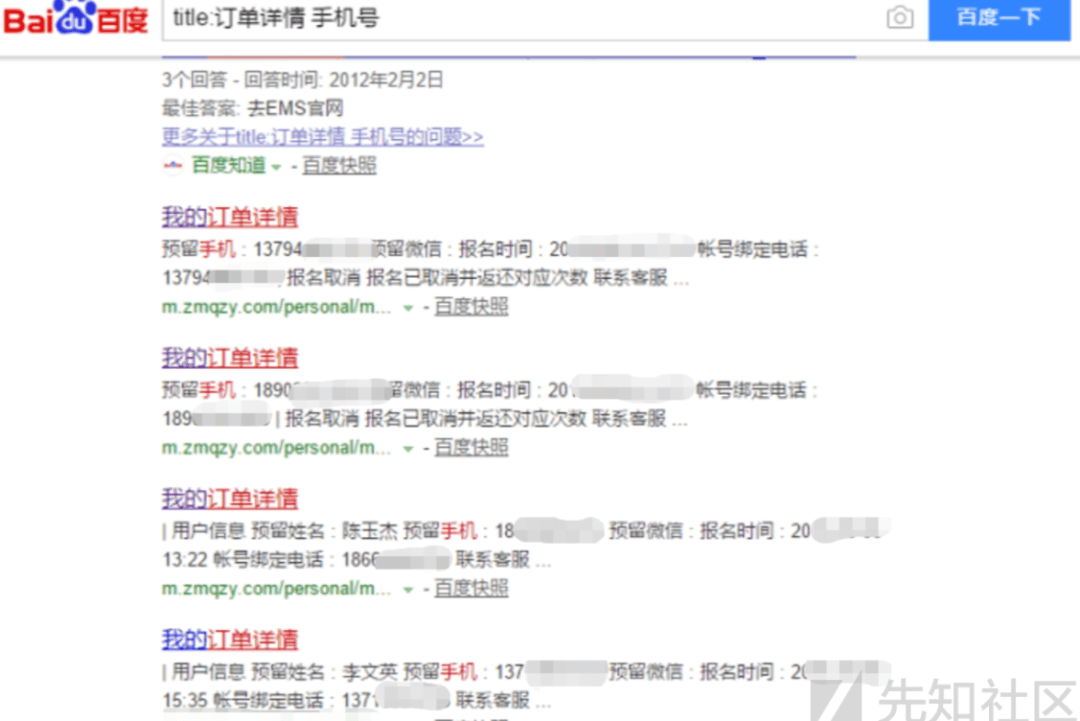 Bai du 百度
title:订单详情 手机号
百度一下
3个回答 - 回答时间: 2012年2月2日
最佳答案: 去EMS官网
更多关于title:订单详情 手机号的问题>>
百度知道 - 百度快照
我的订单详情
预留手机 : 13794 预留微信 : 报名时间 : 20 帐号绑定电话 :
13794 报名取消 报名已取消并返还对应次数 联系客服 ...
m.zmqzy.com/personal/m... - 百度快照
我的订单详情
预留手机 : 1890 留微信 : 报名时间 : 20 帐号绑定电话 :
189 | 报名取消 报名已取消并返还对应次数 联系客服 ...
m.zmqzy.com/personal/m... - 百度快照
我的订单详情
| 用户信息 预留姓名 : 陈玉杰 预留手机 : 18 预留微信 : 报名时间 : 20
13:22 帐号绑定电话 : 1866 联系客服 ...
m.zmqzy.com/personal/m... - 百度快照
我的订单详情
| 用户信息 预留姓名 : 李文英 预留手机 : 137 预留微信 : 报名时间 : 20
15:35 帐号绑定电话 : 1371 联系客服 ...
先知社区